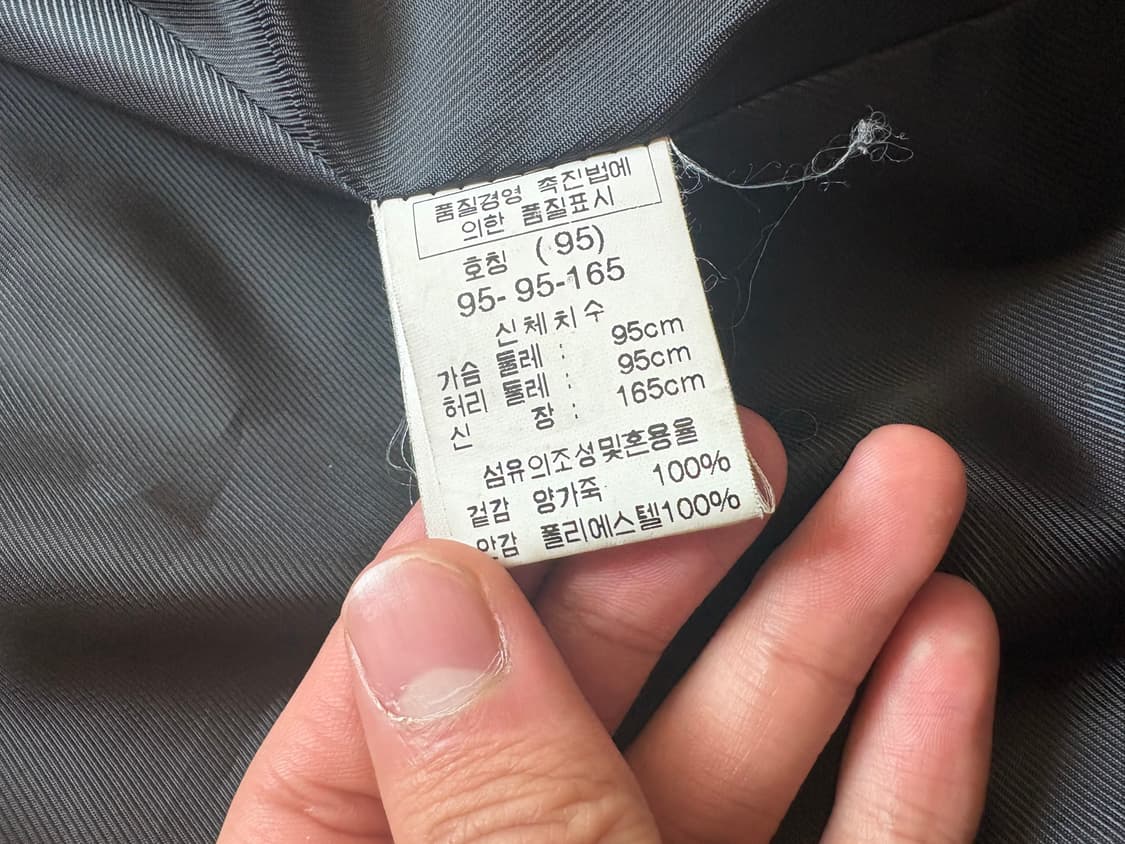 품질경영 촉진법에
의한 품질표시
호칭 (95)
95-95-165
신체치수
가슴 둘레 : 95cm
허리 둘레 : 95cm
신 장 : 165cm
섬유의조성및혼용율
겉감 양가죽 100%
안감 폴리에스텔100%